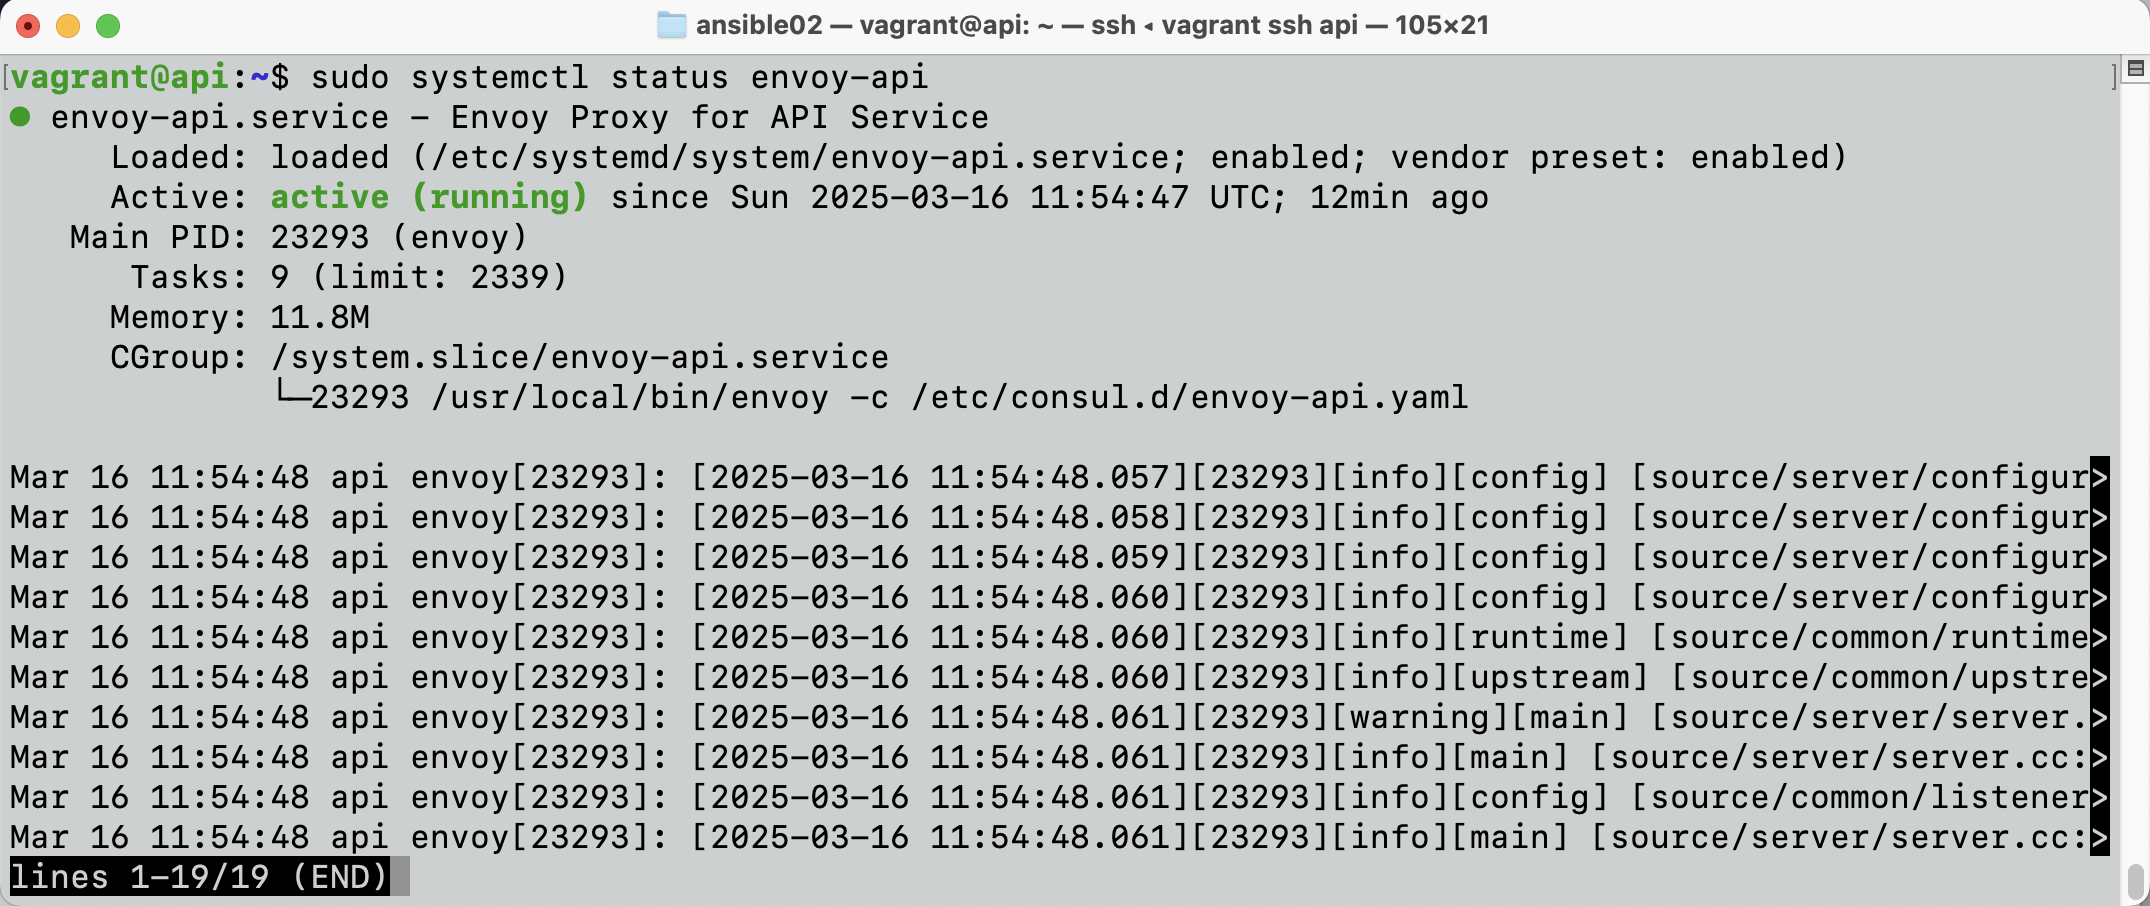 ansible02 — vagrant@api: ~ — ssh ◂ vagrant ssh api — 105×21
[vagrant@api:~$ sudo systemctl status envoy-api ]
● envoy-api.service - Envoy Proxy for API Service
Loaded: loaded (/etc/systemd/system/envoy-api.service; enabled; vendor preset: enabled)
Active: active (running) since Sun 2025-03-16 11:54:47 UTC; 12min ago
Main PID: 23293 (envoy)
Tasks: 9 (limit: 2339)
Memory: 11.8M
CGroup: /system.slice/envoy-api.service
└─23293 /usr/local/bin/envoy -c /etc/consul.d/envoy-api.yaml
Mar 16 11:54:48 api envoy[23293]: [2025-03-16 11:54:48.057][23293][info][config] [source/server/configur>
Mar 16 11:54:48 api envoy[23293]: [2025-03-16 11:54:48.058][23293][info][config] [source/server/configur>
Mar 16 11:54:48 api envoy[23293]: [2025-03-16 11:54:48.059][23293][info][config] [source/server/configur>
Mar 16 11:54:48 api envoy[23293]: [2025-03-16 11:54:48.060][23293][info][config] [source/server/configur>
Mar 16 11:54:48 api envoy[23293]: [2025-03-16 11:54:48.060][23293][info][runtime] [source/common/runtime>
Mar 16 11:54:48 api envoy[23293]: [2025-03-16 11:54:48.060][23293][info][upstream] [source/common/upstre>
Mar 16 11:54:48 api envoy[23293]: [2025-03-16 11:54:48.061][23293][warning][main] [source/server/server.>
Mar 16 11:54:48 api envoy[23293]: [2025-03-16 11:54:48.061][23293][info][main] [source/server/server.cc:>
Mar 16 11:54:48 api envoy[23293]: [2025-03-16 11:54:48.061][23293][info][config] [source/common/listener>
Mar 16 11:54:48 api envoy[23293]: [2025-03-16 11:54:48.061][23293][info][main] [source/server/server.cc:>
lines 1-19/19 (END)